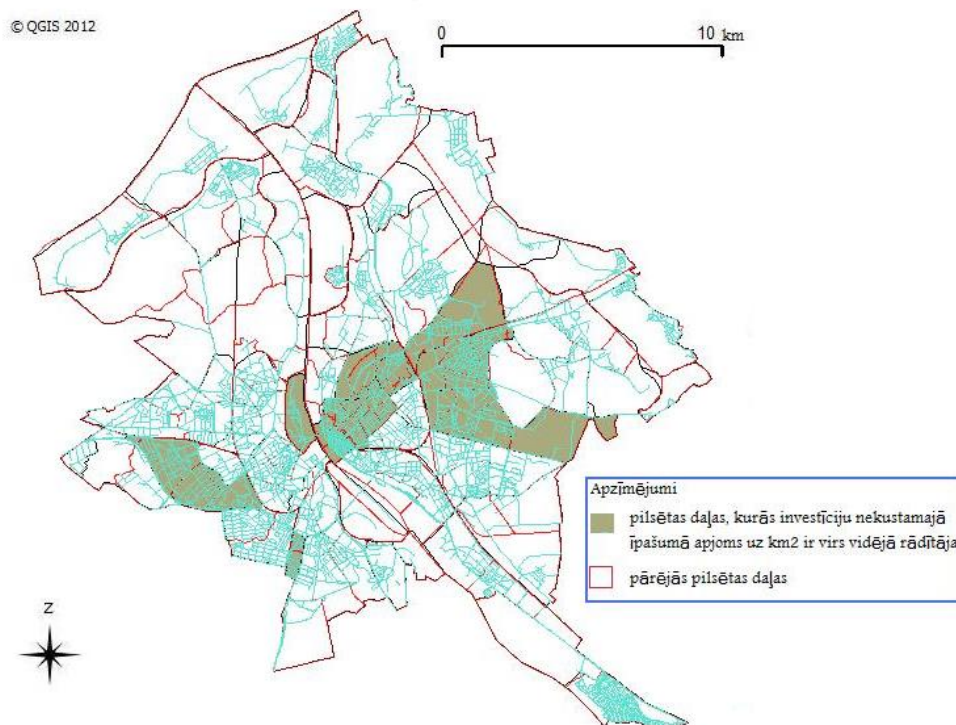 © QGIS 2012
0 10 km
Apzīmējumi
pilsētas daļas, kurās investīciju nekustamajā
īpašumā apjoms uz km2 ir virs vidējā rādītāja
pārējās pilsētas daļas
Z